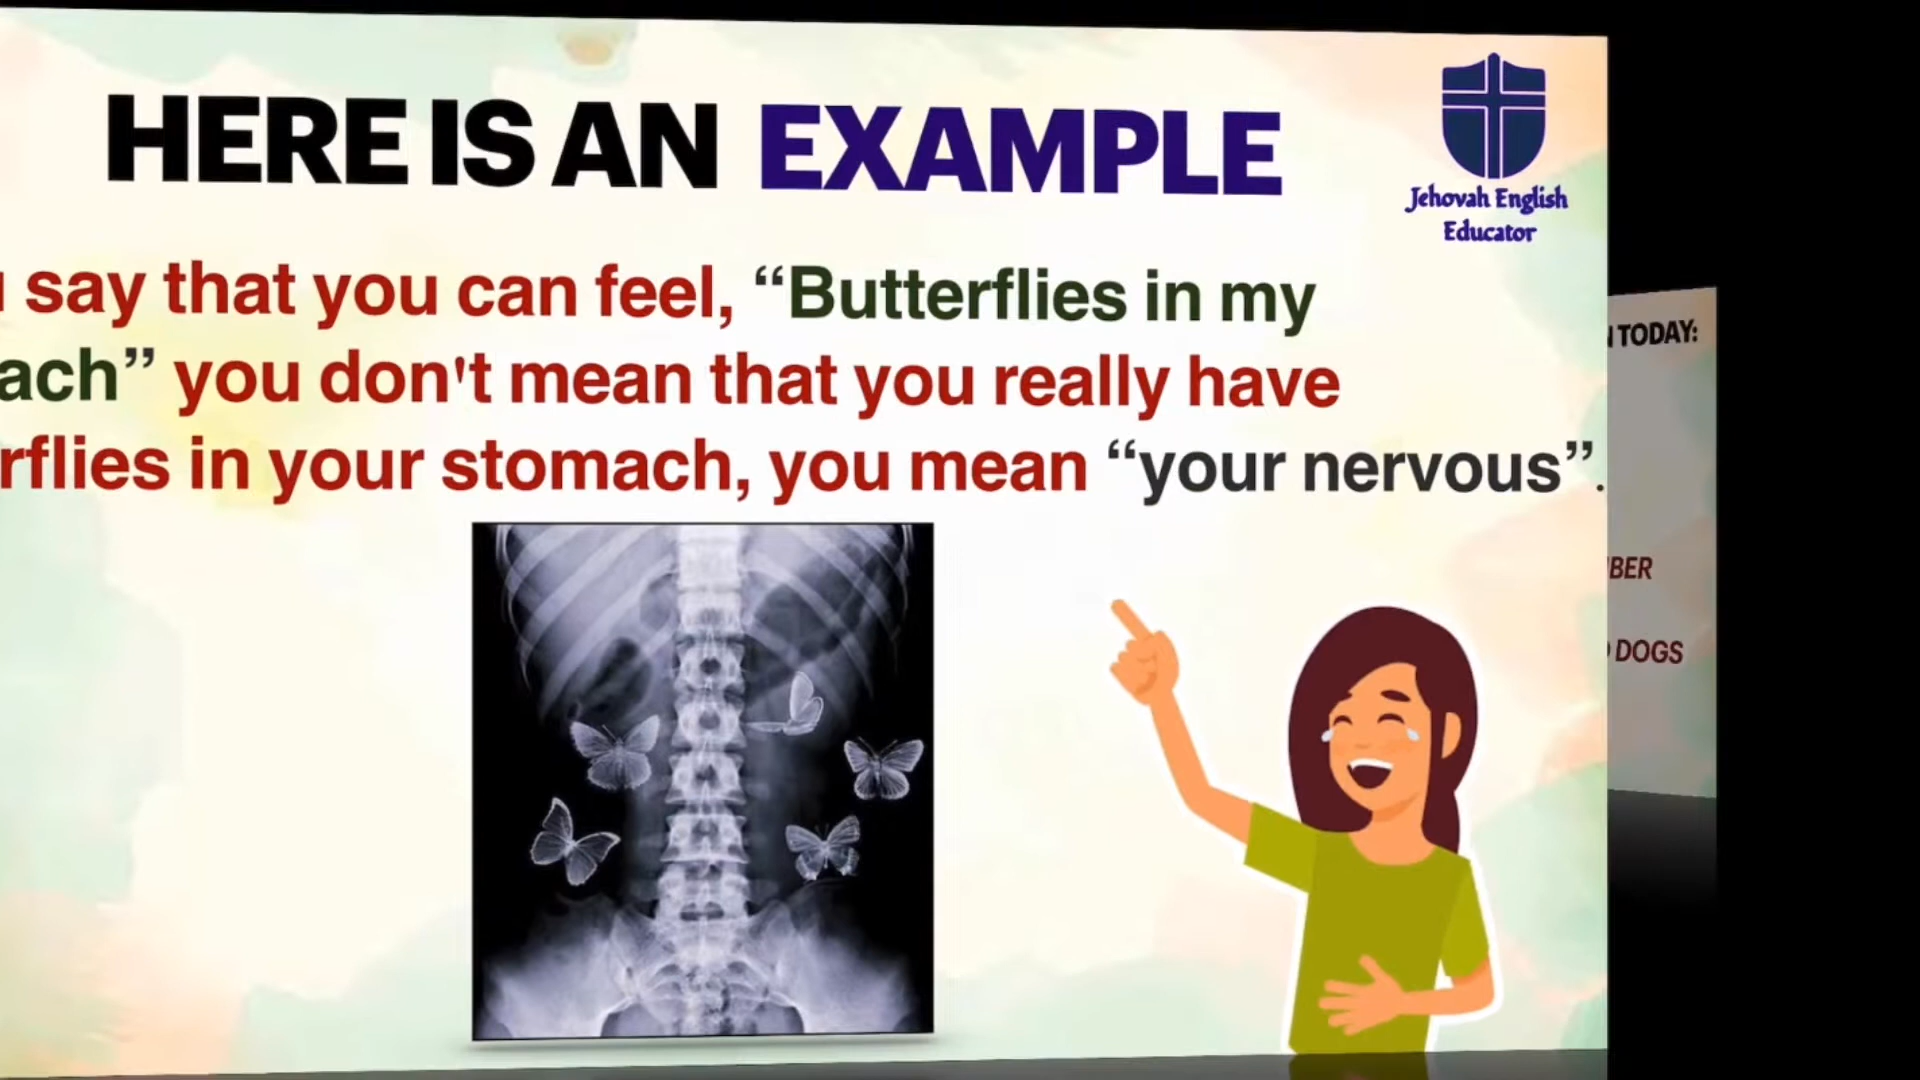 HERE IS AN EXAMPLE
Jehovah English
Educator
say that you can feel, “Butterflies in my
ach” you don't mean that you really have
rflies in your stomach, you mean “your nervous”.
TODAY:
BER
DOGS